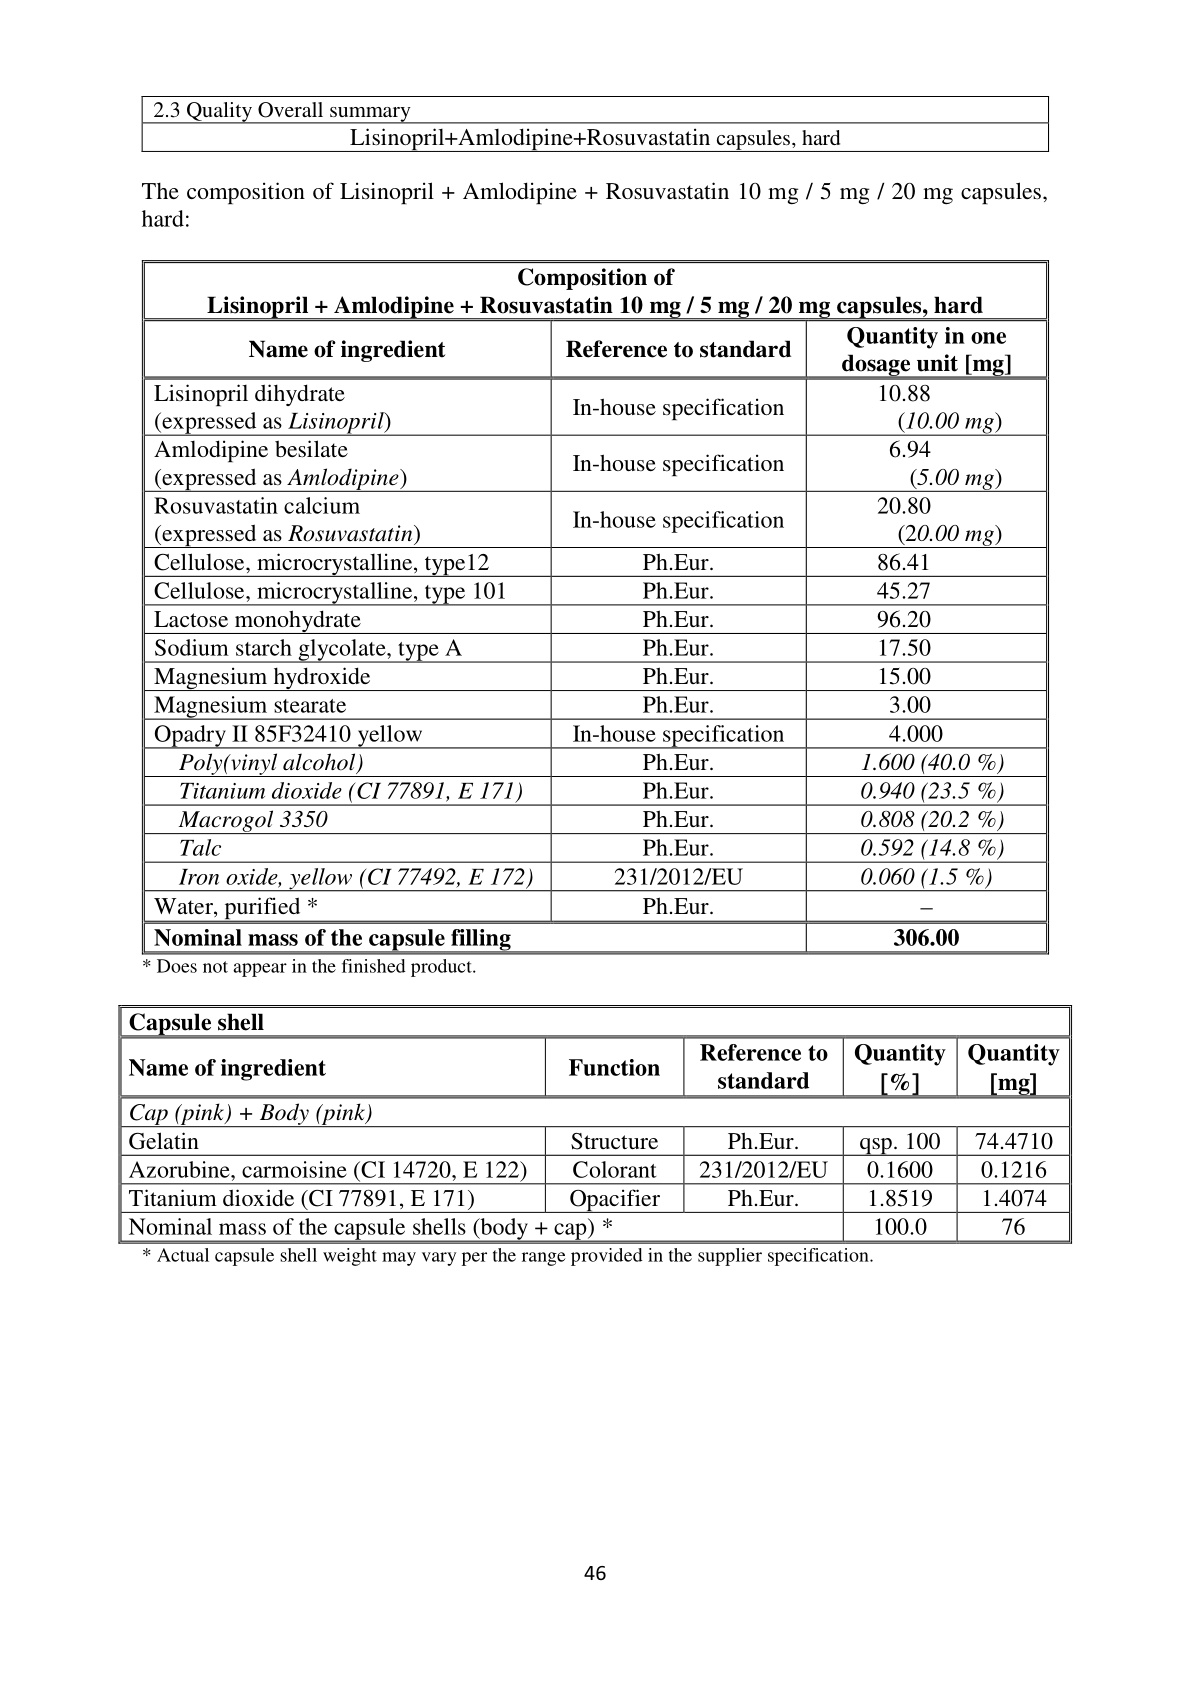 2.3 Quality Overall summary
Lisinopril+Amlodipine+Rosuvastatin capsules, hard
The composition of Lisinopril + Amlodipine + Rosuvastatin 10 mg / 5 mg / 20 mg capsules,
hard:
Composition of
Lisinopril + Amlodipine + Rosuvastatin 10 mg / 5 mg / 20 mg capsules, hard
Name of ingredient Reference to standard Quantity in one dosage unit [mg]
Lisinopril dihydrate 10.88
(expressed as Lisinopril) In-house specification (10.00 mg)
Amlodipine besilate 6.94
(expressed as Amlodipine) In-house specification (5.00 mg)
Rosuvastatin calcium 20.80
(expressed as Rosuvastatin) In-house specification (20.00 mg)
Cellulose, microcrystalline, type12 Ph.Eur. 86.41
Cellulose, microcrystalline, type 101 Ph.Eur. 45.27
Lactose monohydrate Ph.Eur. 96.20
Sodium starch glycolate, type A Ph.Eur. 17.50
Magnesium hydroxide Ph.Eur. 15.00
Magnesium stearate Ph.Eur. 3.00
Opadry II 85F32410 yellow In-house specification 4.000
Poly(vinyl alcohol) Ph.Eur. 1.600 (40.0 %)
Titanium dioxide (CI 77891, E 171) Ph.Eur. 0.940 (23.5 %)
Macrogol 3350 Ph.Eur. 0.808 (20.2 %)
Talc Ph.Eur. 0.592 (14.8 %)
Iron oxide, yellow (CI 77492, E 172) 231/2012/EU 0.060 (1.5 %)
Water, purified * Ph.Eur. –
Nominal mass of the capsule filling 306.00
* Does not appear in the finished product.
Capsule shell
Name of ingredient Function Reference to standard Quantity [%] Quantity [mg]
Cap (pink) + Body (pink)
Gelatin Structure Ph.Eur. qsp. 100 74.4710
Azorubine, carmoisine (CI 14720, E 122) Colorant 231/2012/EU 0.1600 0.1216
Titanium dioxide (CI 77891, E 171) Opacifier Ph.Eur. 1.8519 1.4074
Nominal mass of the capsule shells (body + cap) * 100.0 76
* Actual capsule shell weight may vary per the range provided in the supplier specification.
46